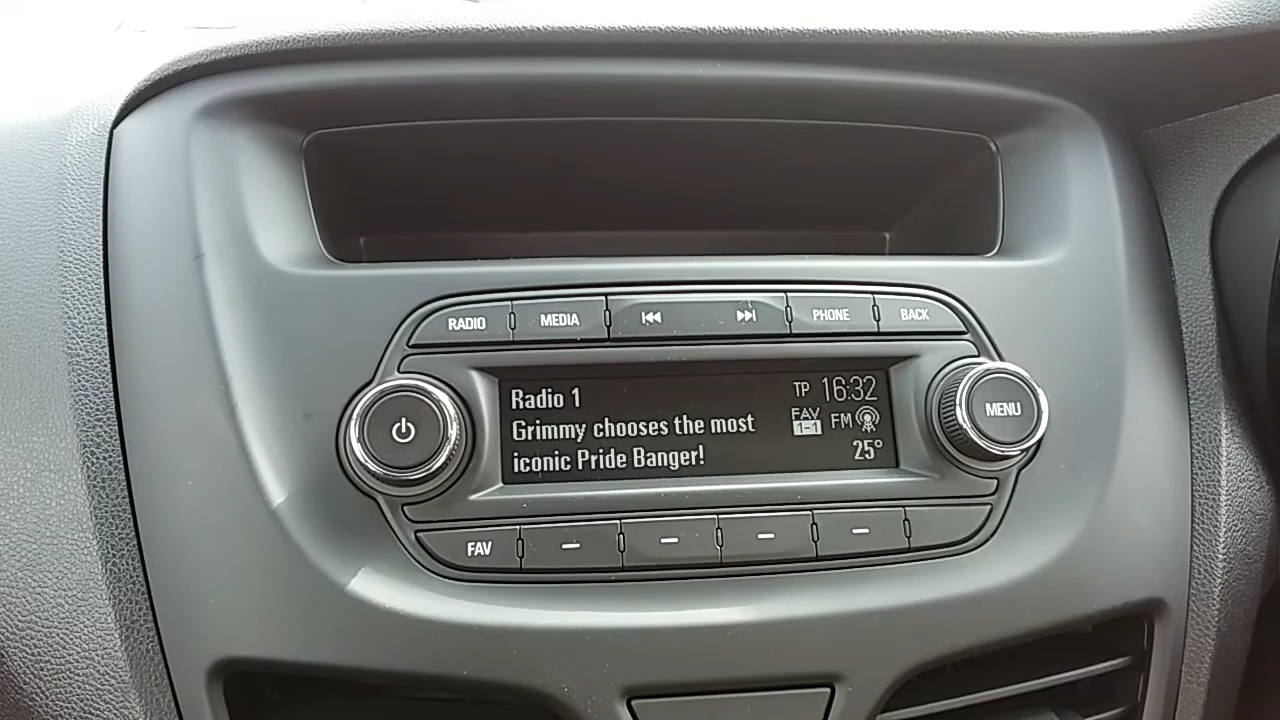 RADIO MEDIA PHONE BACK
Radio 1 TP 16:32
Grimmy chooses the most FAV FM
1-1
iconic Pride Banger! 25°
MENU
FAV